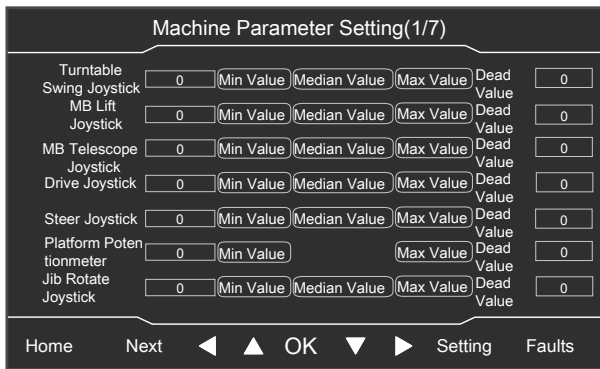 Machine Parameter Setting(1/7)
Turntable
Swing Joystick 0 Min Value Median Value Max Value Dead
Value 0
MB Lift
Joystick 0 Min Value Median Value Max Value Dead
Value 0
MB Telescope
Joystick 0 Min Value Median Value Max Value Dead
Value 0
Drive Joystick 0 Min Value Median Value Max Value Dead
Value 0
Steer Joystick 0 Min Value Median Value Max Value Dead
Value 0
Platform Poten
tionmeter 0 Min Value Max Value Dead
Value 0
Jib Rotate
Joystick 0 Min Value Median Value Max Value Dead
Value 0
Home Next OK Setting Faults